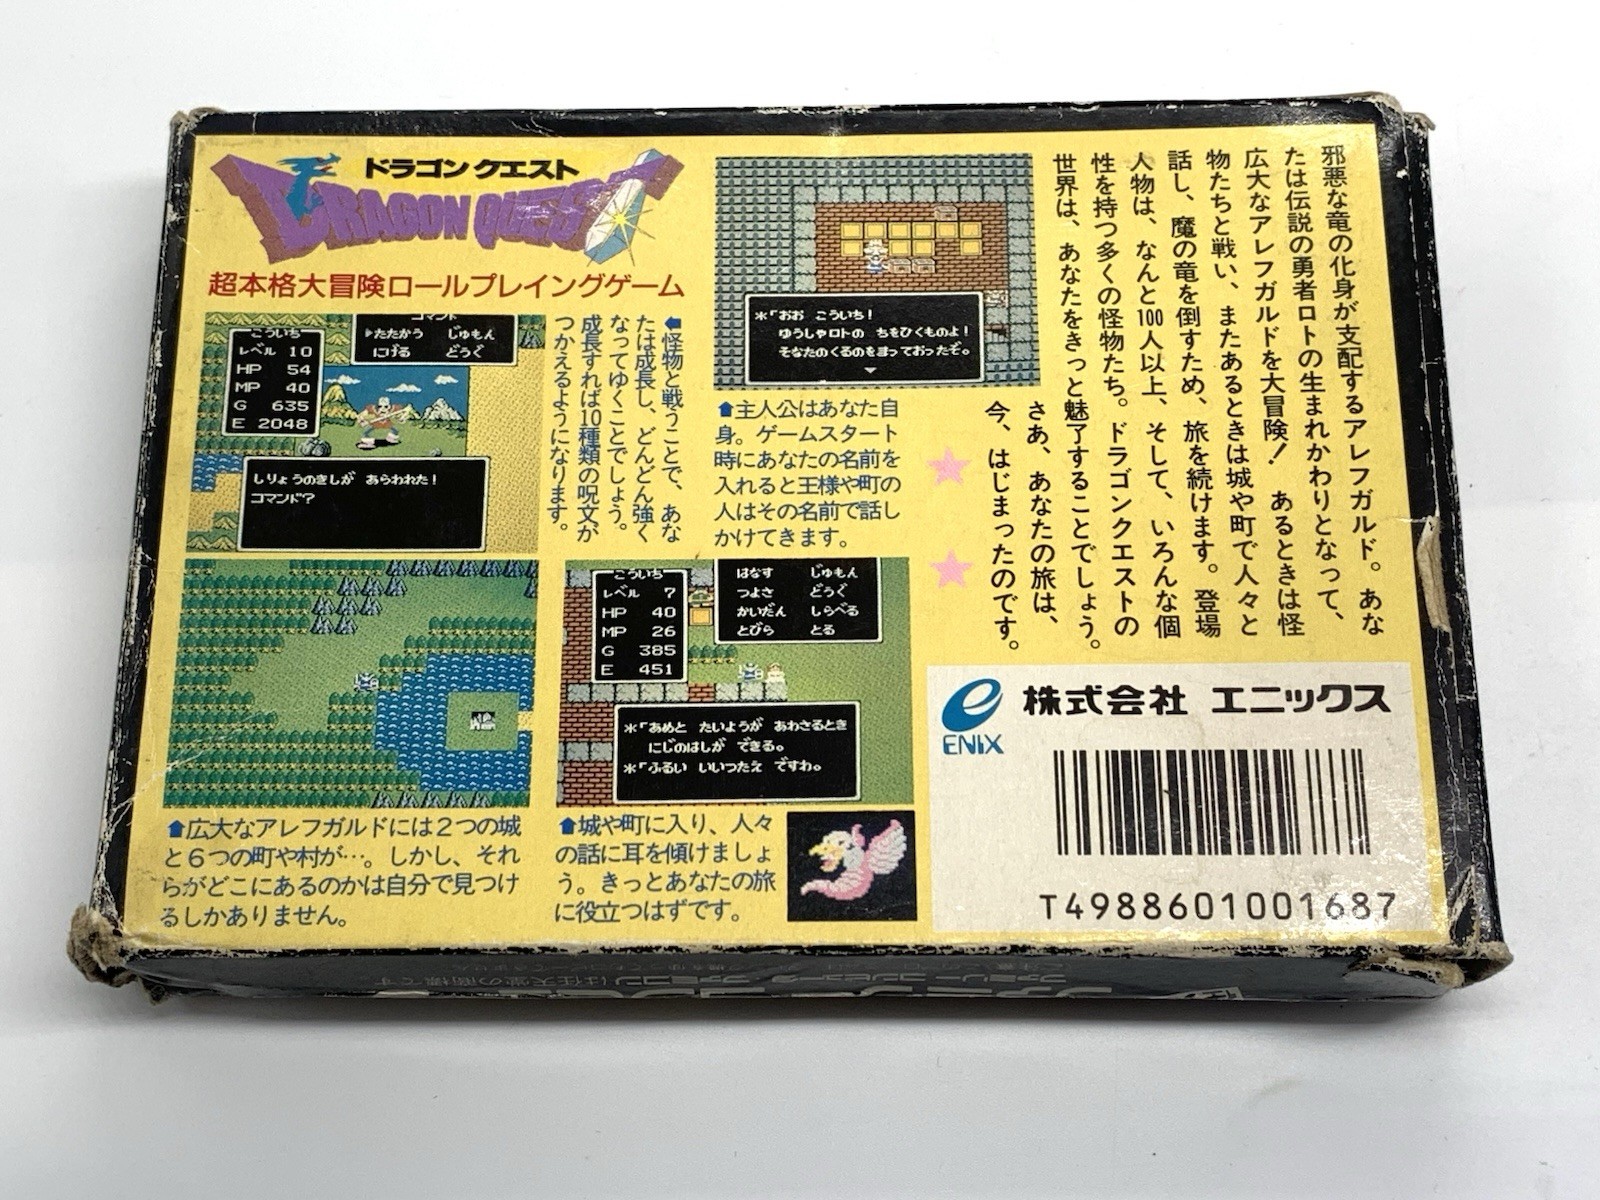 ドラゴンクエスト
DRAGON QUEST
超本格大冒険ロールプレイングゲーム
邪悪な竜の化身が支配するアレフガルド。あな
たは伝説の勇者ロトの生まれかわりとなって、
広大なアレフガルドを大冒険! あるときは怪
物たちと戦い、またあるときは城や町で人々と
話し、魔の竜を倒すため、旅を続けます。登場
人物は、なんと100人以上、そして、いろんな個
性を持つ多くの怪物たち。ドラゴンクエストの
世界は、あなたをきっと魅了することでしょう。
さあ、あなたの旅は、
今、はじまったのです。
*「おお こういち!
ゆうしゃロトの ちをひくものよ!
そなたのくるのをまっておったぞ。
⬆主人公はあなた自
身。ゲームスタート
時にあなたの名前を
入れると王様や町の
人はその名前で話し
かけてきます。
こういち
レベル 10
HP 54
MP 40
G 635
E 2048
コマンド
たたかう じゅもん
にげる どうぐ
しりょうのきしが あらわれた!
コマンド?
⬅怪物と戦うことで、あな
たは成長し、どんどん強く
なってゆくことでしょう。
成長すれば10種類の呪文が
つかえるようになります。
⬆広大なアレフガルドには2つの城
と6つの町や村が…。しかし、それ
らがどこにあるのかは自分で見つけ
るしかありません。
こういち
レベル 7
HP 40
MP 26
G 385
E 451
はなす じゅもん
つよさ どうぐ
かいだん しらべる
とびら とる
*「あめと たいようが あわさるとき
にじのはしが できる。
*「ふるい いいつたえ ですわ。
⬆城や町に入り、人々
の話に耳を傾けましょ
う。きっとあなたの旅
に役立つはずです。
ENIX
株式会社 エニックス
T4988601001687
ファミリーコンピュータ・ファミコンは任天堂の商標です